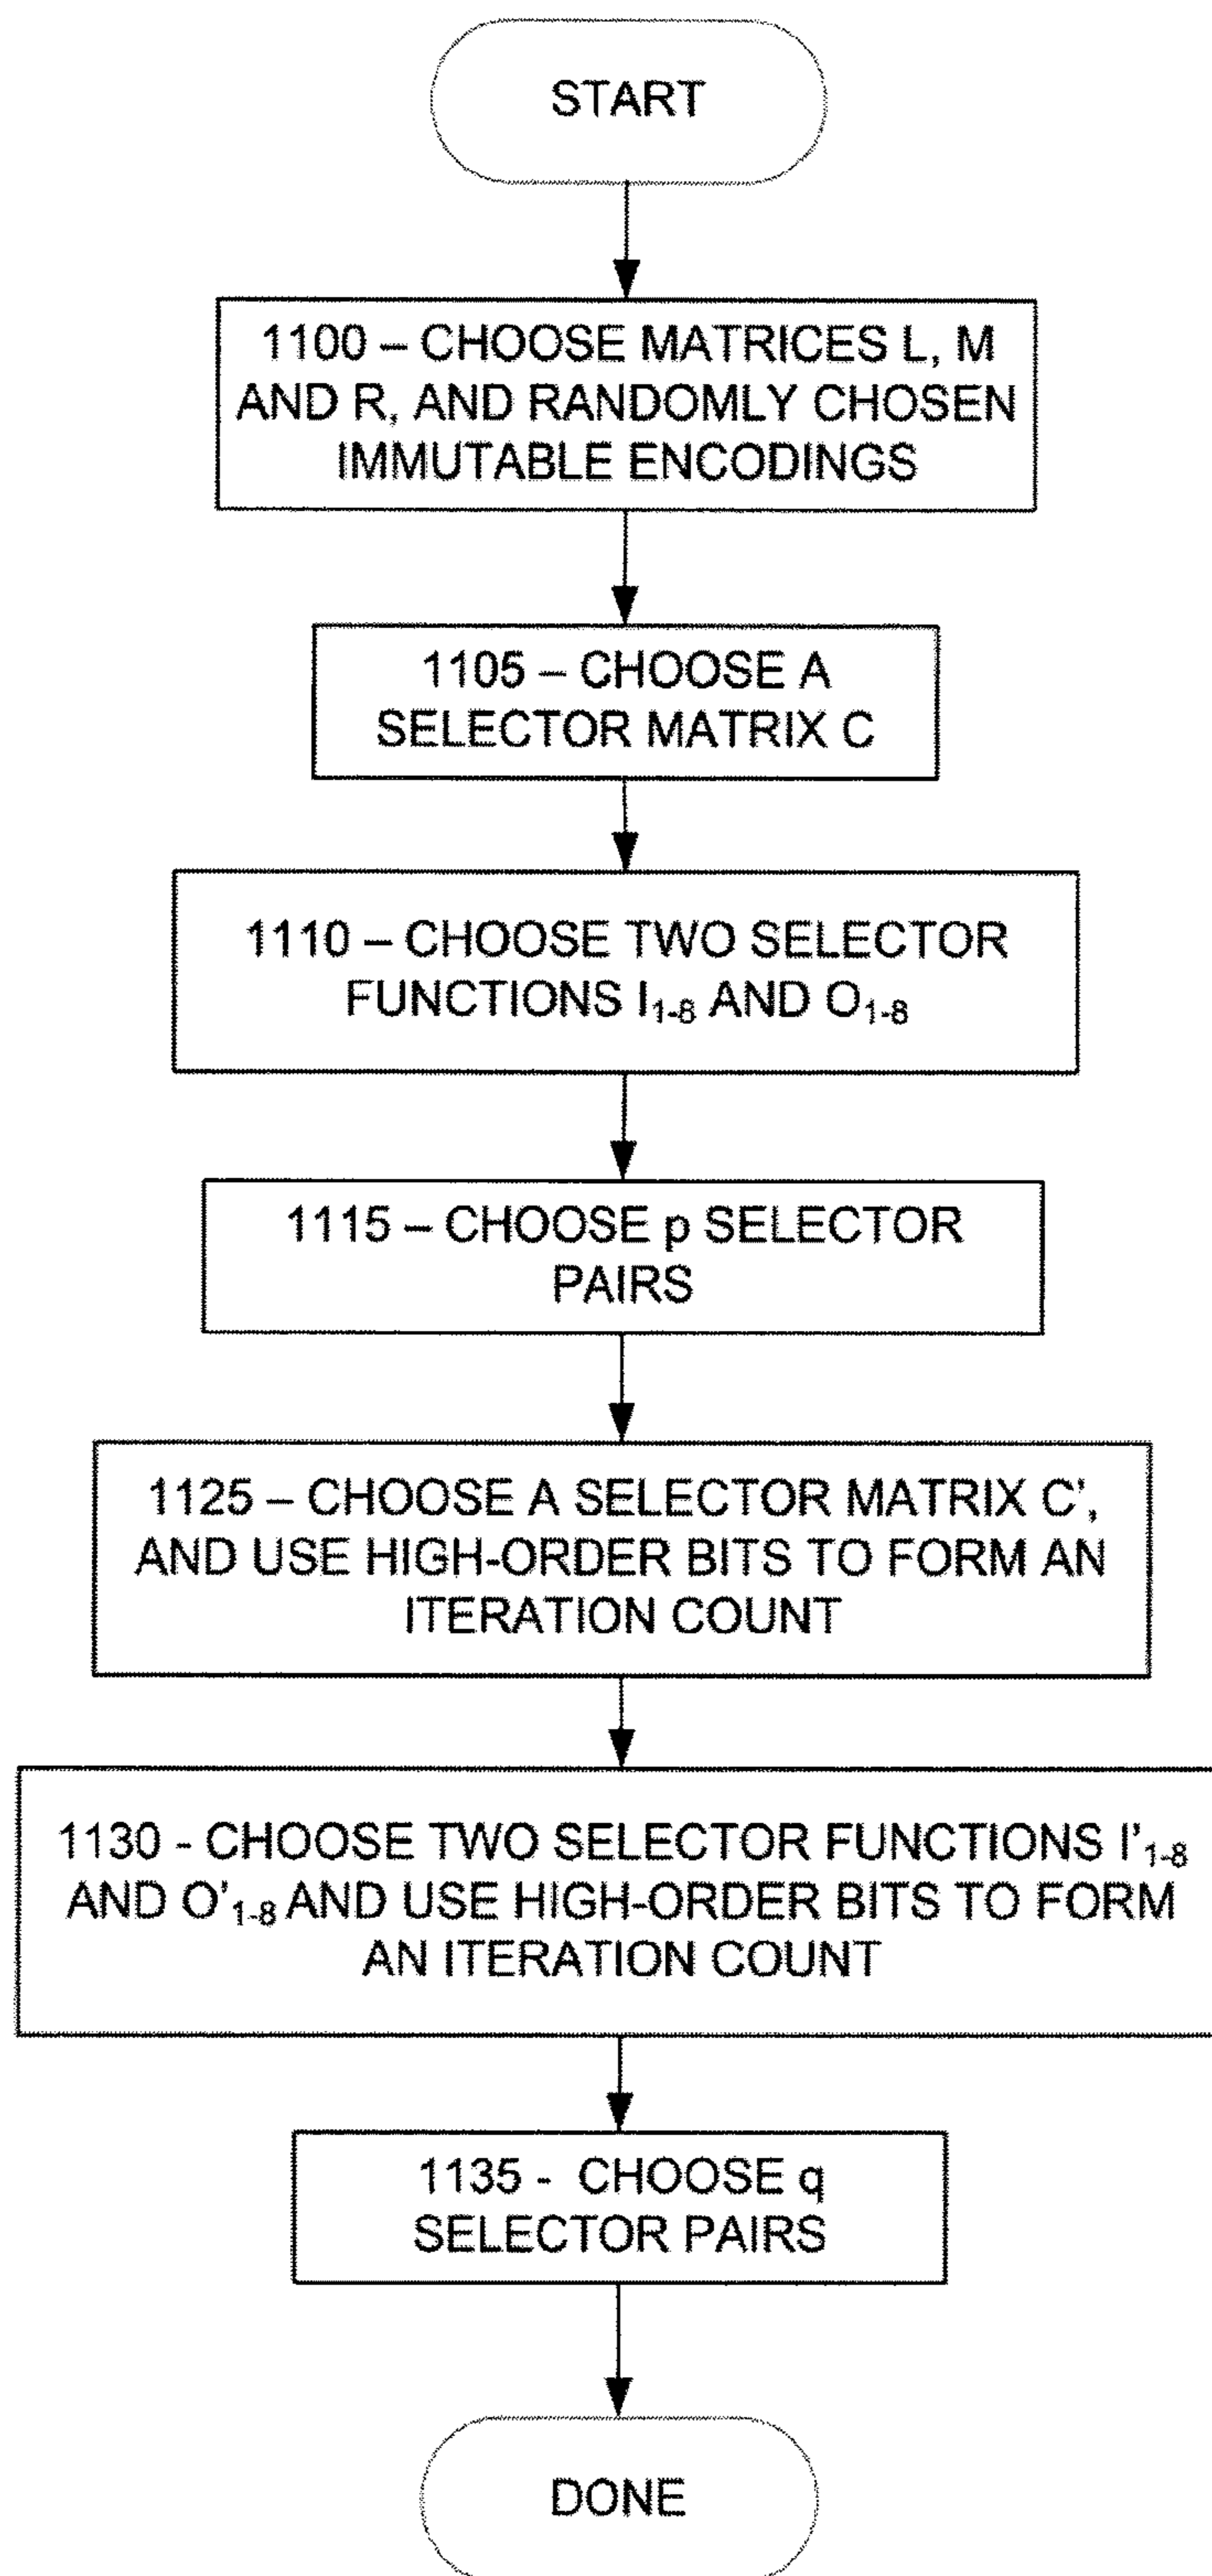 START
1100 – CHOOSE MATRICES L, M
AND R, AND RANDOMLY CHOSEN
IMMUTABLE ENCODINGS
1105 – CHOOSE A
SELECTOR MATRIX C
1110 – CHOOSE TWO SELECTOR
FUNCTIONS I₁₋₈ AND O₁₋₈
1115 – CHOOSE p SELECTOR
PAIRS
1125 – CHOOSE A SELECTOR MATRIX C’,
AND USE HIGH-ORDER BITS TO FORM AN
ITERATION COUNT
1130 - CHOOSE TWO SELECTOR FUNCTIONS I’₁₋₈
AND O’₁₋₈ AND USE HIGH-ORDER BITS TO FORM
AN ITERATION COUNT
1135 - CHOOSE q
SELECTOR PAIRS
DONE